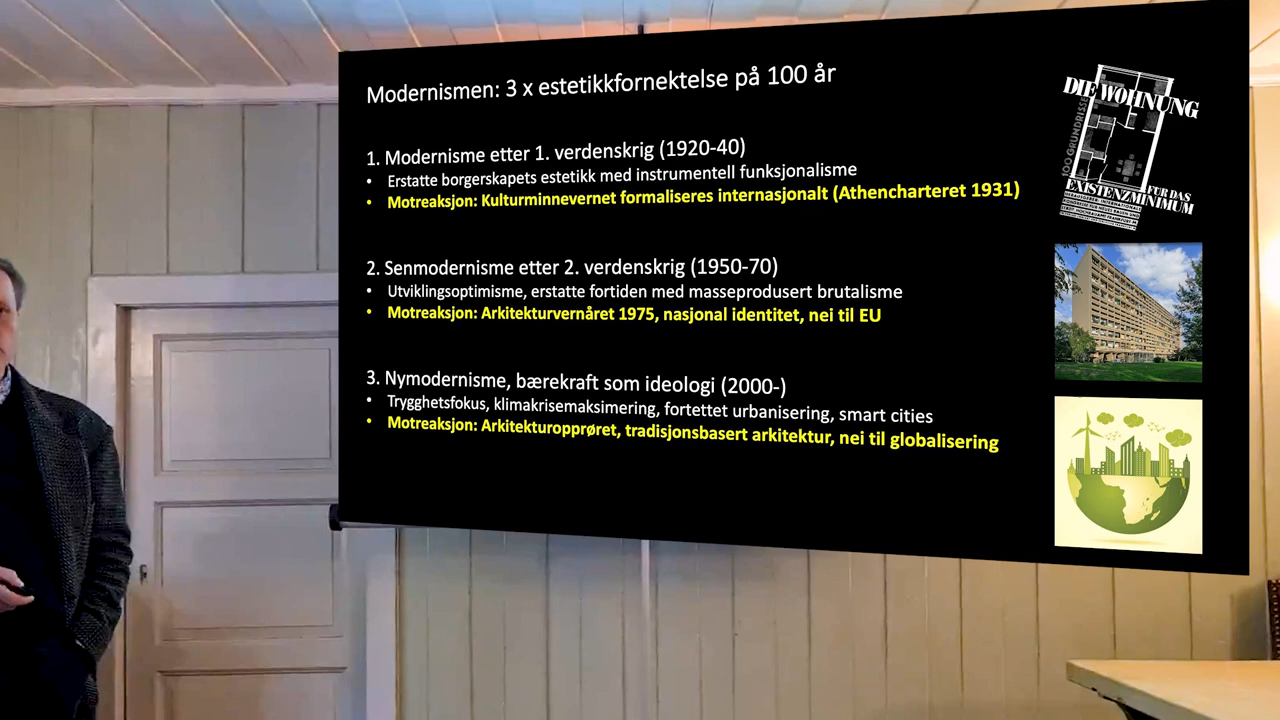 Modernismen: 3 x estetikkfornektelse på 100 år
1. Modernisme etter 1. verdenskrig (1920-40)
• Erstatte borgerskapets estetikk med instrumentell funksjonalisme
• Motreaksjon: Kulturminnevernet formaliseres internasjonalt (Athencharteret 1931)
2. Senmodernisme etter 2. verdenskrig (1950-70)
• Utviklingsoptimisme, erstatte fortiden med masseprodusert brutalisme
• Motreaksjon: Arkitekturvernåret 1975, nasjonal identitet, nei til EU
3. Nymodernisme, bærekraft som ideologi (2000-)
• Trygghetsfokus, klimakrisemaksimering, fortettet urbanisering, smart cities
• Motreaksjon: Arkitekturopprøret, tradisjonsbasert arkitektur, nei til globalisering
DIE WOHNUNG
100 GRUNDRISSE
FÜR DAS
EXISTENZMINIMUM